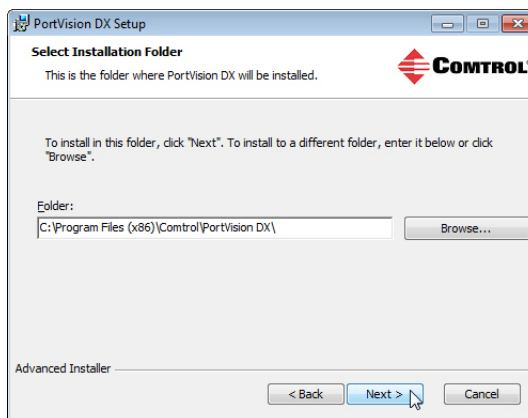 PortVision DX Setup
Select Installation Folder
This is the folder where PortVision DX will be installed.
COMTROL
To install in this folder, click "Next". To install to a different folder, enter it below or click
"Browse".
Folder:
C:\Program Files (x86)\Comtrol\PortVision DX\
Browse...
Advanced Installer
< Back
Next >
Cancel